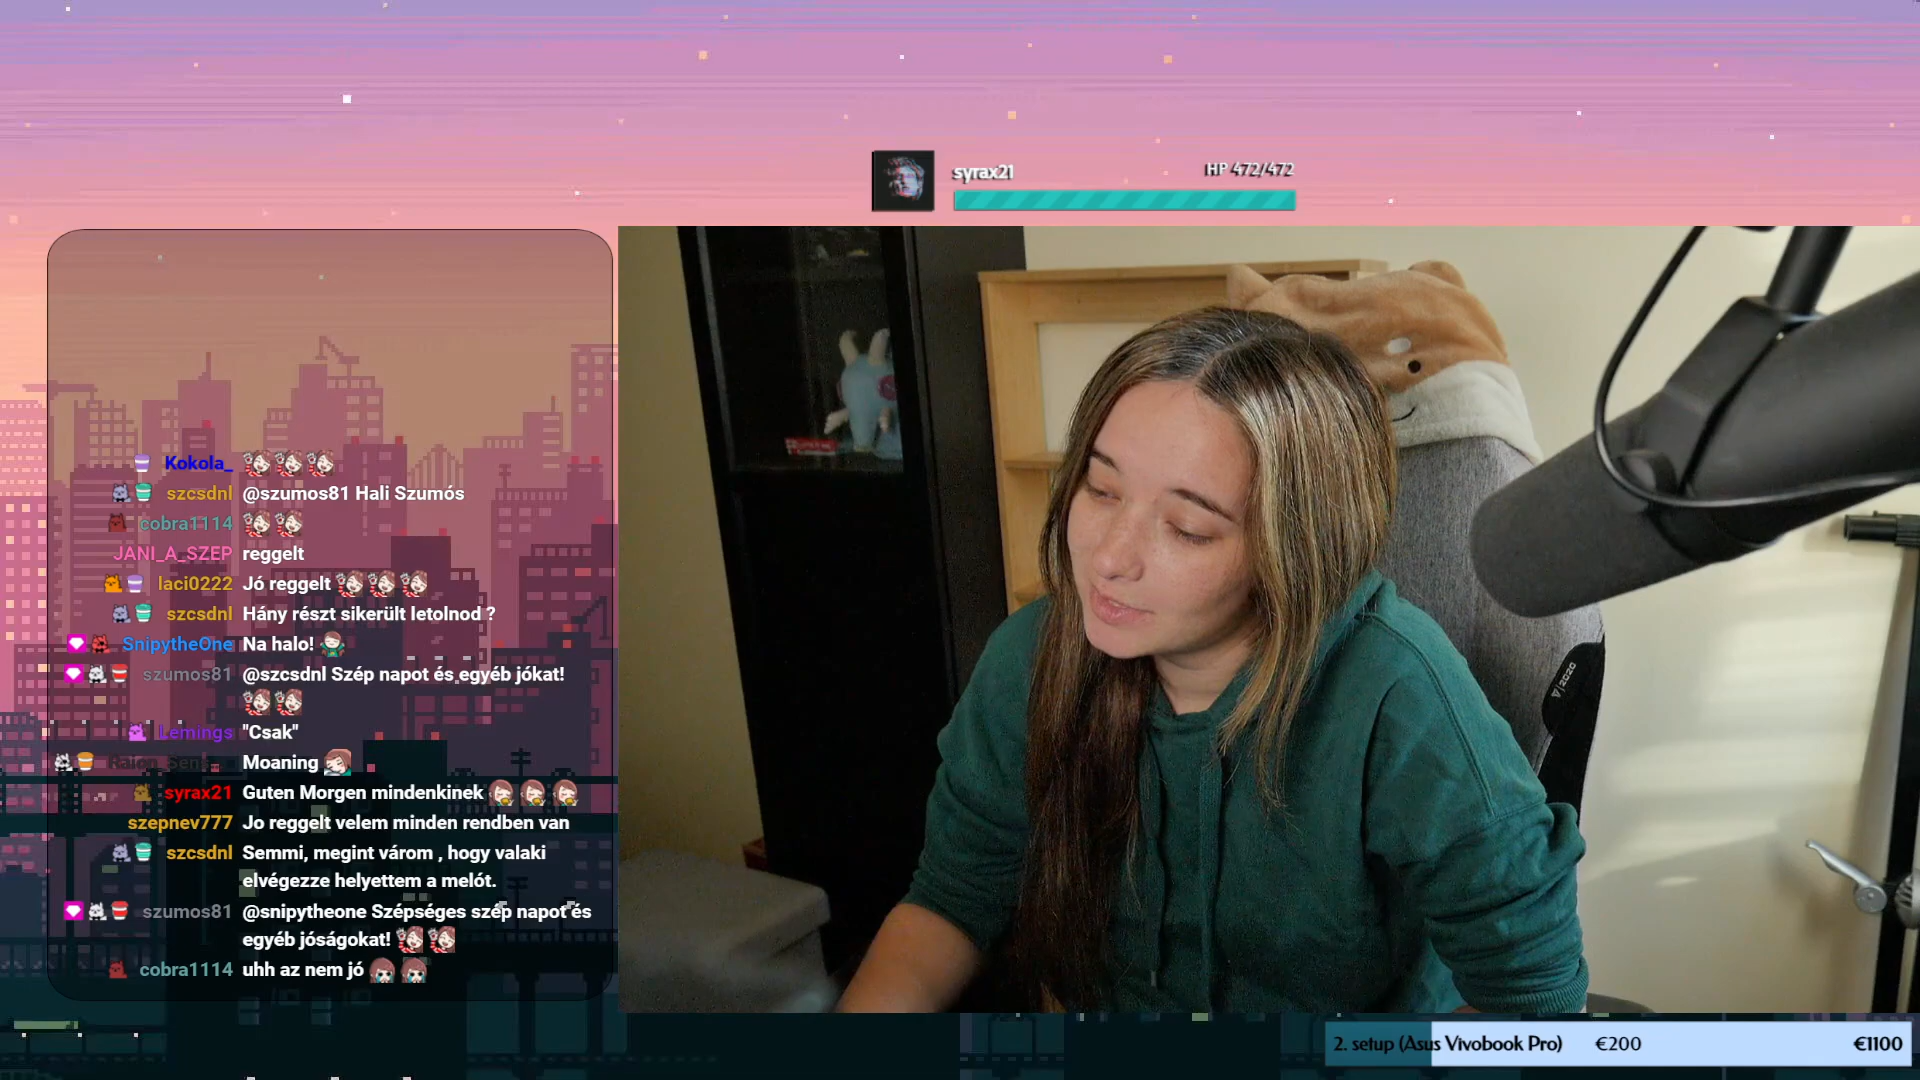 syrax21 HP 472/472
Kokola_
szcsdnl @szumos81 Hali Szumós
cobra1114
JANI_A_SZEP reggelt
laci0222 Jó reggelt
szcsdnl Hány részt sikerült letolnod ?
SnipytheOne Na halo!
szumos81 @szcsdnl Szép napot és egyéb jókat!
Lemings "Csak"
Moaning
syrax21 Guten Morgen mindenkinek
szepnev777 Jo reggelt velem minden rendben van
szcsdnl Semmi, megint várom , hogy valaki
elvégezze helyettem a melót.
szumos81 @snipytheone Szépséges szép napot és
egyéb jóságokat!
cobra1114 uhh az nem jó
2020
2. setup (Asus Vivobook Pro) €200 €1100